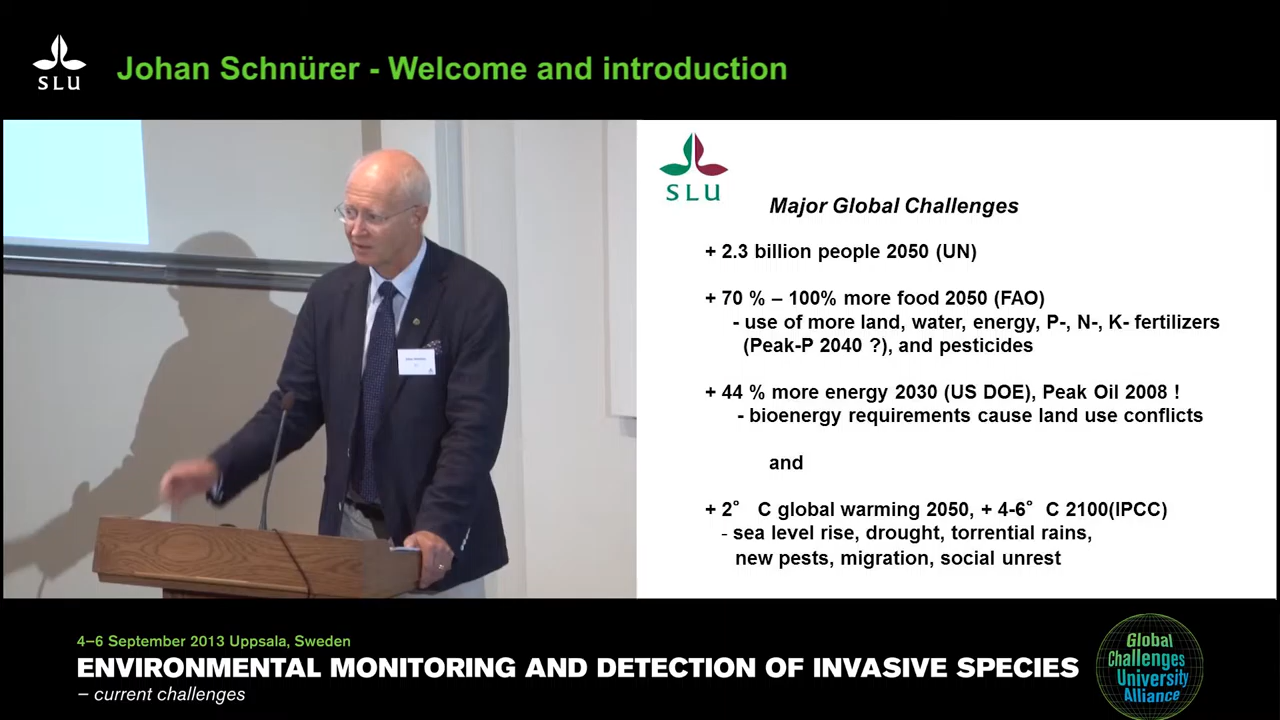 SLU
Johan Schnürer - Welcome and introduction
SLU
Major Global Challenges
+ 2.3 billion people 2050 (UN)
+ 70 % – 100% more food 2050 (FAO)
- use of more land, water, energy, P-, N-, K- fertilizers
(Peak-P 2040 ?), and pesticides
+ 44 % more energy 2030 (US DOE), Peak Oil 2008 !
- bioenergy requirements cause land use conflicts
and
+ 2° C global warming 2050, + 4-6° C 2100(IPCC)
- sea level rise, drought, torrential rains,
new pests, migration, social unrest
4–6 September 2013 Uppsala, Sweden
ENVIRONMENTAL MONITORING AND DETECTION OF INVASIVE SPECIES
– current challenges
Global
Challenges
University
Alliance